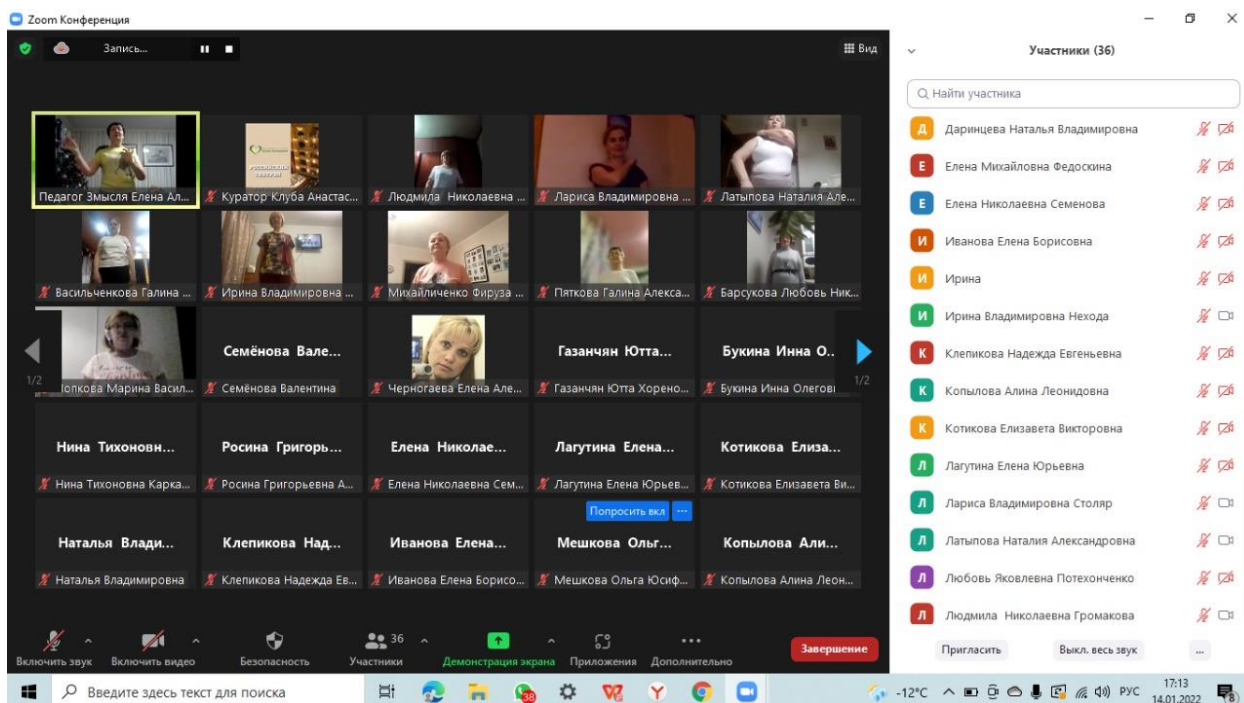 Zoom Конференция
Запись...
Вид
Педагог Змысля Елена Ал...
Куратор Клуба Анастас...
Людмила Николаевна ...
Лариса Владимировна ...
Латыпова Наталия Але...
Васильченкова Галина ...
Ирина Владимировна ...
Михайличенко Фируза ...
Пяткова Галина Алекса...
Барсукова Любовь Ник...
1/2
Марина Васил...
Семёнова Вале...
Семёнова Валентина
Черногаева Елена Але...
Газанчян Ютта...
Газанчян Ютта Хорено...
Букина Инна О..
Букина Инна Олегов
1/2
Нина Тихоновн...
Росина Григорь...
Елена Николае...
Лагутина Елена...
Котикова Елиза...
Нина Тихоновна Карка...
Росина Григорьевна А...
Елена Николаевна Сем...
Лагутина Елена Юрьев...
Котикова Елизавета Ви...
Попросить вкл ...
Наталья Влади...
Клепикова Над...
Иванова Елена...
Мешкова Ольг...
Копылова Али...
Наталья Владимировна
Клепикова Надежда Ев...
Иванова Елена Борисо...
Мешкова Ольга Юсиф...
Копылова Алина Леон...
Включить звук
Включить видео
Безопасность
36
Участники
Демонстрация экрана
Приложения
Дополнительно
Завершение
Участники (36)
Найти участника
Д Даринцева Наталья Владимировна
Е Елена Михайловна Федоскина
Е Елена Николаевна Семенова
И Иванова Елена Борисовна
И Ирина
И Ирина Владимировна Нехода
К Клепикова Надежда Евгеньевна
К Копылова Алина Леонидовна
К Котикова Елизавета Викторовна
Л Лагутина Елена Юрьевна
Л Лариса Владимировна Столяр
Л Латыпова Наталия Александровна
Л Любовь Яковлевна Потехонченко
Л Людмила Николаевна Громакова
Пригласить
Выкл. весь звук
...
Введите здесь текст для поиска
38
-12°C
РУС
17:13
14.01.2022
8